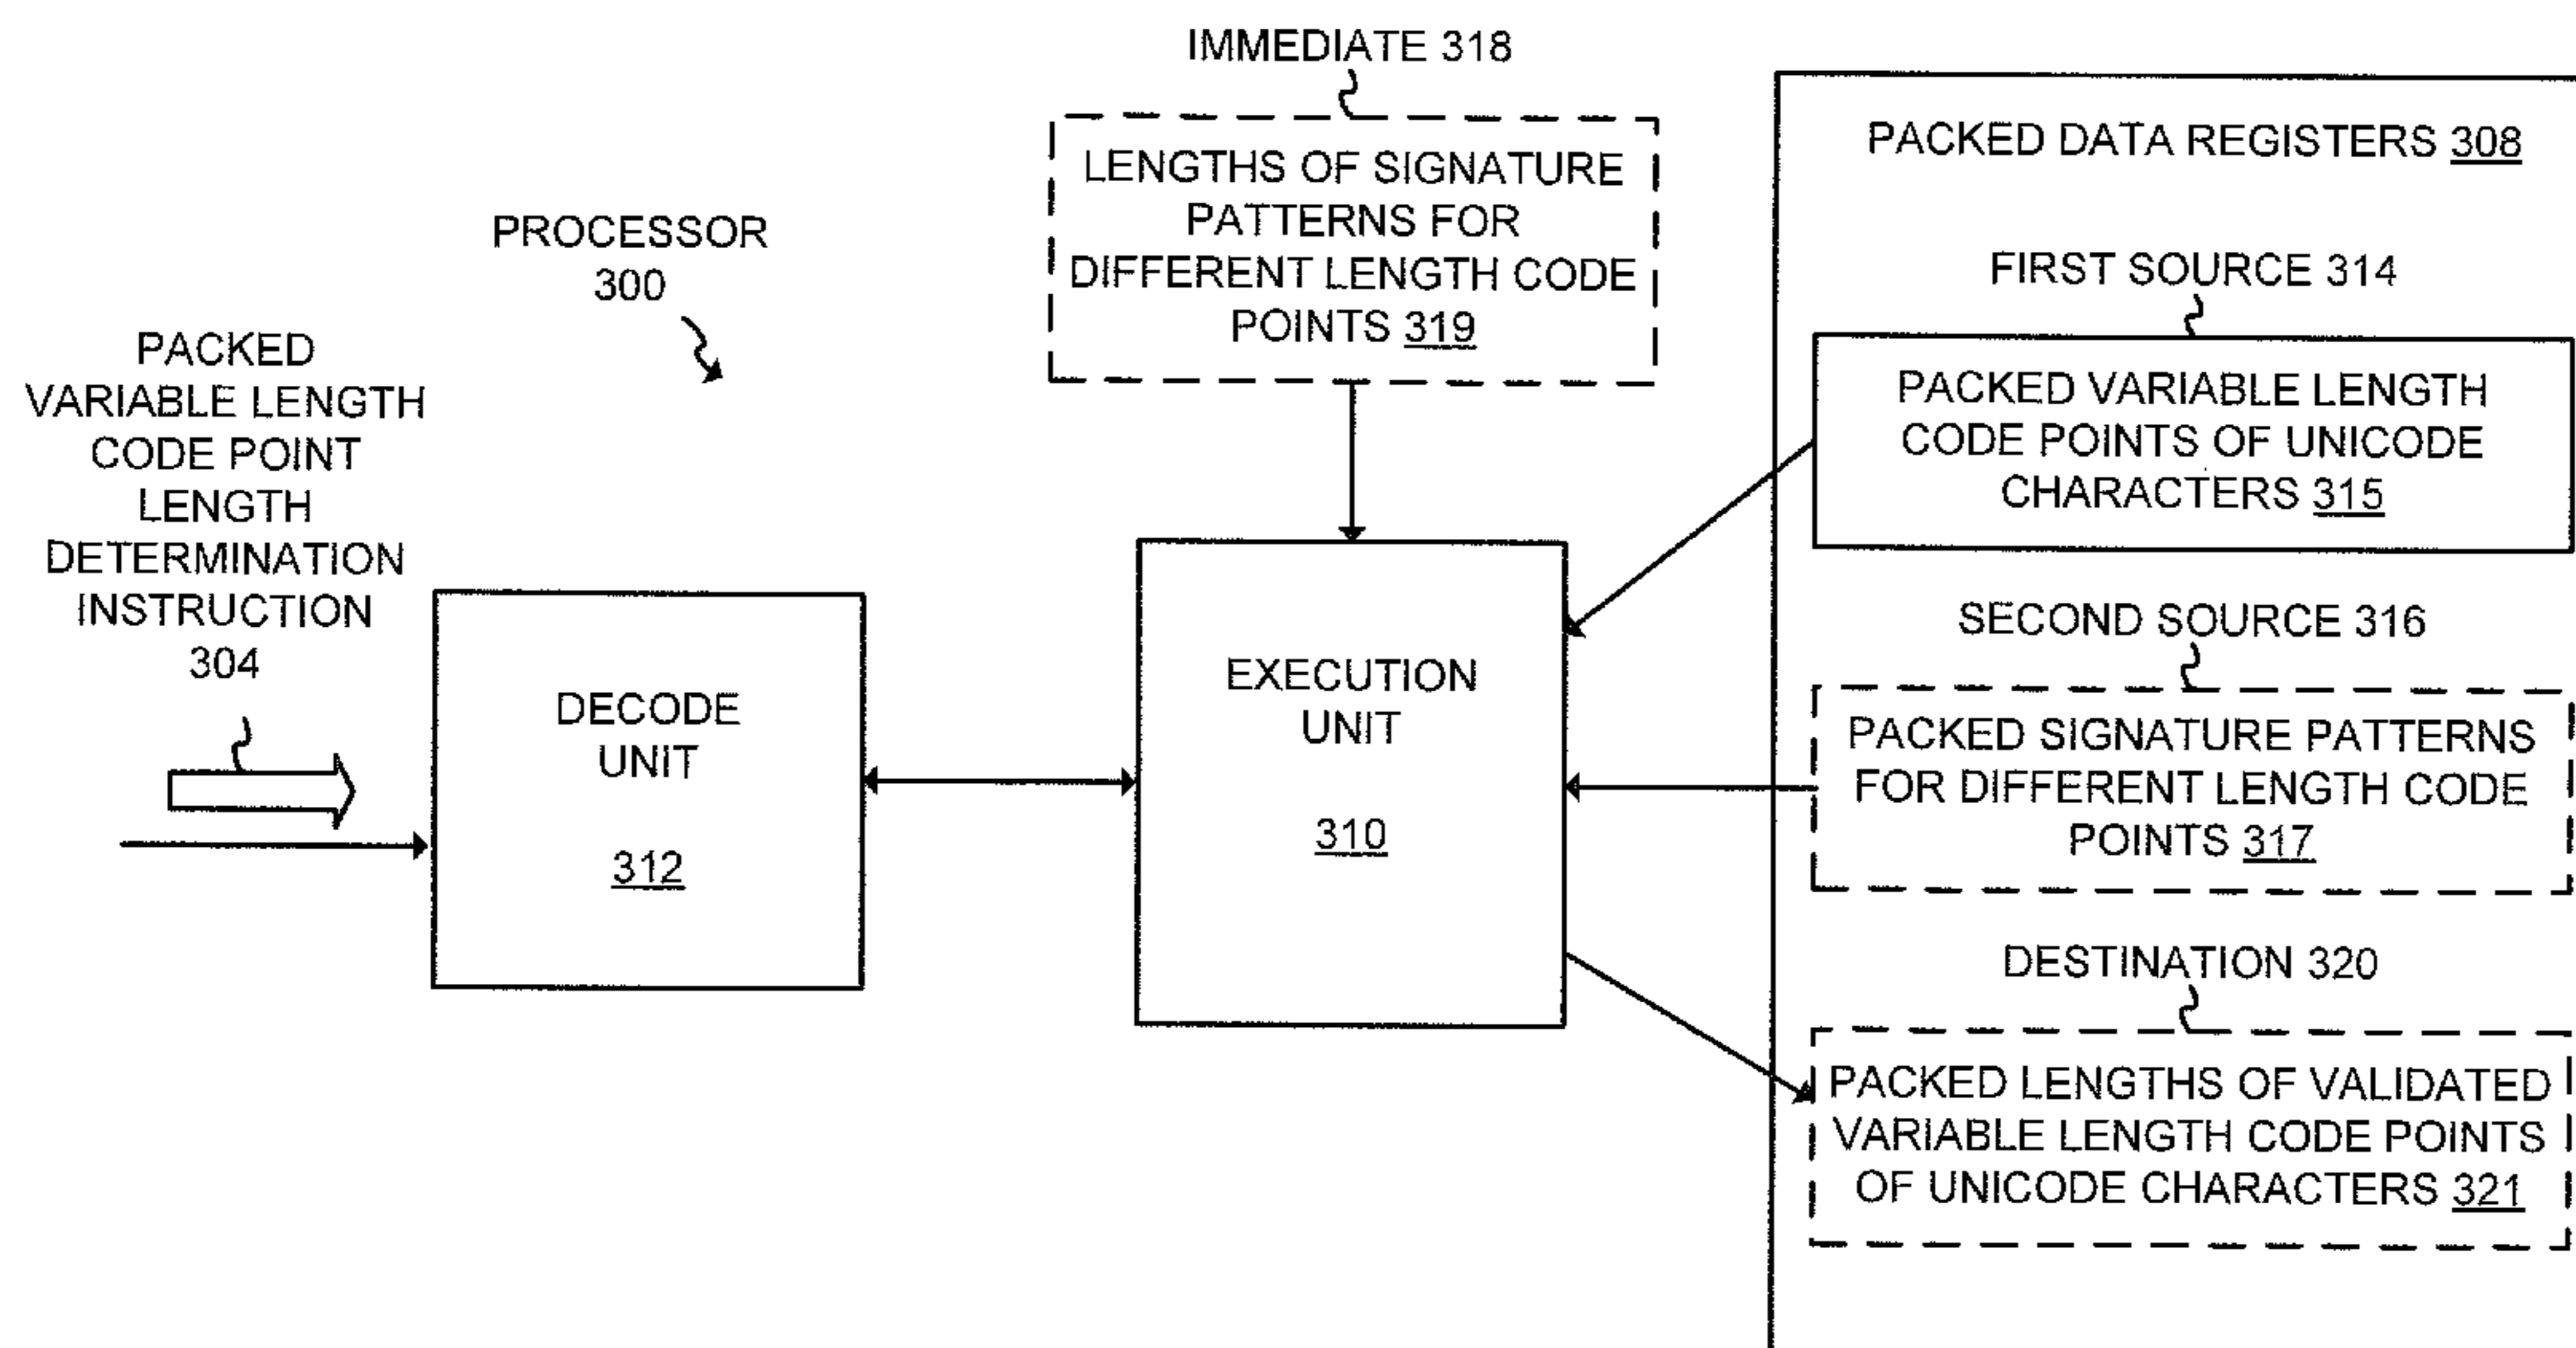 IMMEDIATE 318
LENGTHS OF SIGNATURE
PATTERNS FOR
DIFFERENT LENGTH CODE
POINTS 319
PROCESSOR
300
PACKED
VARIABLE LENGTH
CODE POINT
LENGTH
DETERMINATION
INSTRUCTION
304
DECODE
UNIT
312
EXECUTION
UNIT
310
PACKED DATA REGISTERS 308
FIRST SOURCE 314
PACKED VARIABLE LENGTH
CODE POINTS OF UNICODE
CHARACTERS 315
SECOND SOURCE 316
PACKED SIGNATURE PATTERNS
FOR DIFFERENT LENGTH CODE
POINTS 317
DESTINATION 320
PACKED LENGTHS OF VALIDATED
VARIABLE LENGTH CODE POINTS
OF UNICODE CHARACTERS 321